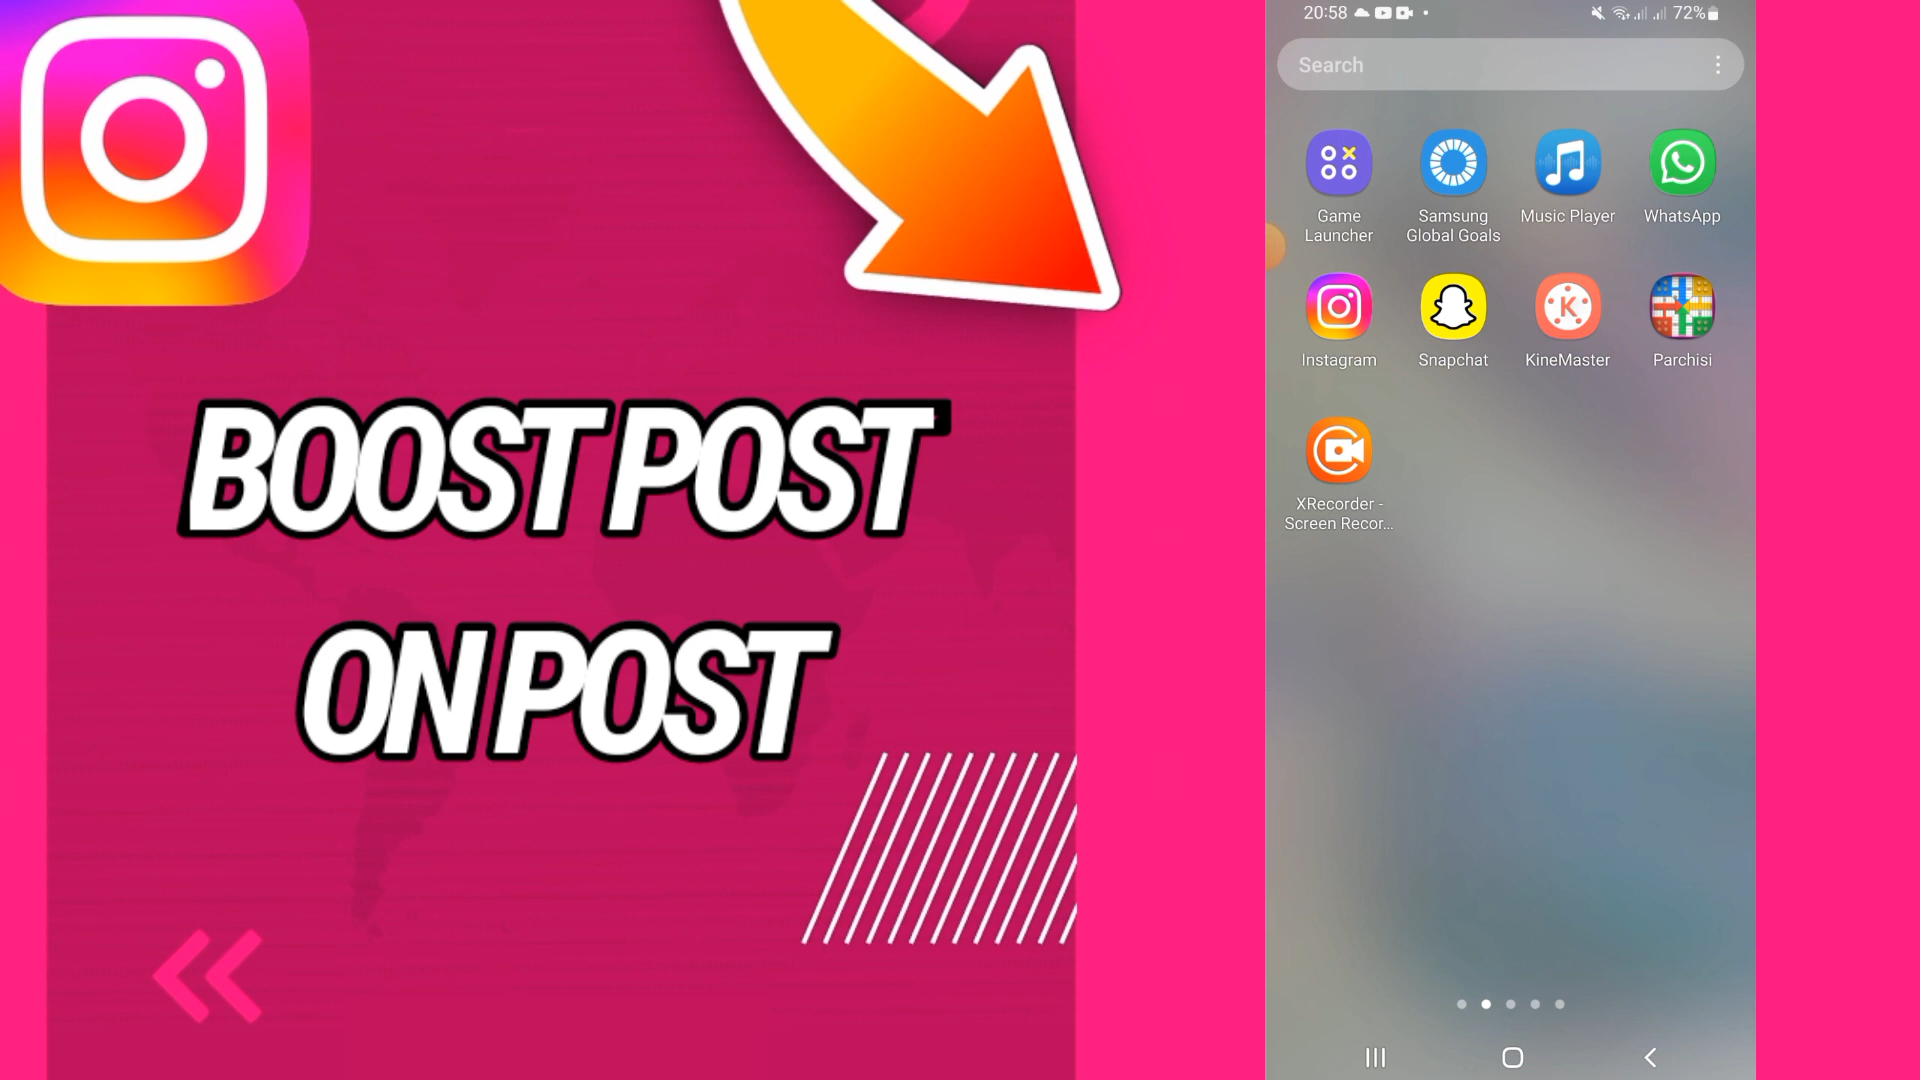 BOOST POST
ON POST
20:58
72%
Search
Game
Launcher
Samsung
Global Goals
Music Player
WhatsApp
Instagram
Snapchat
K
KineMaster
Parchisi
XRecorder -
Screen Recor...